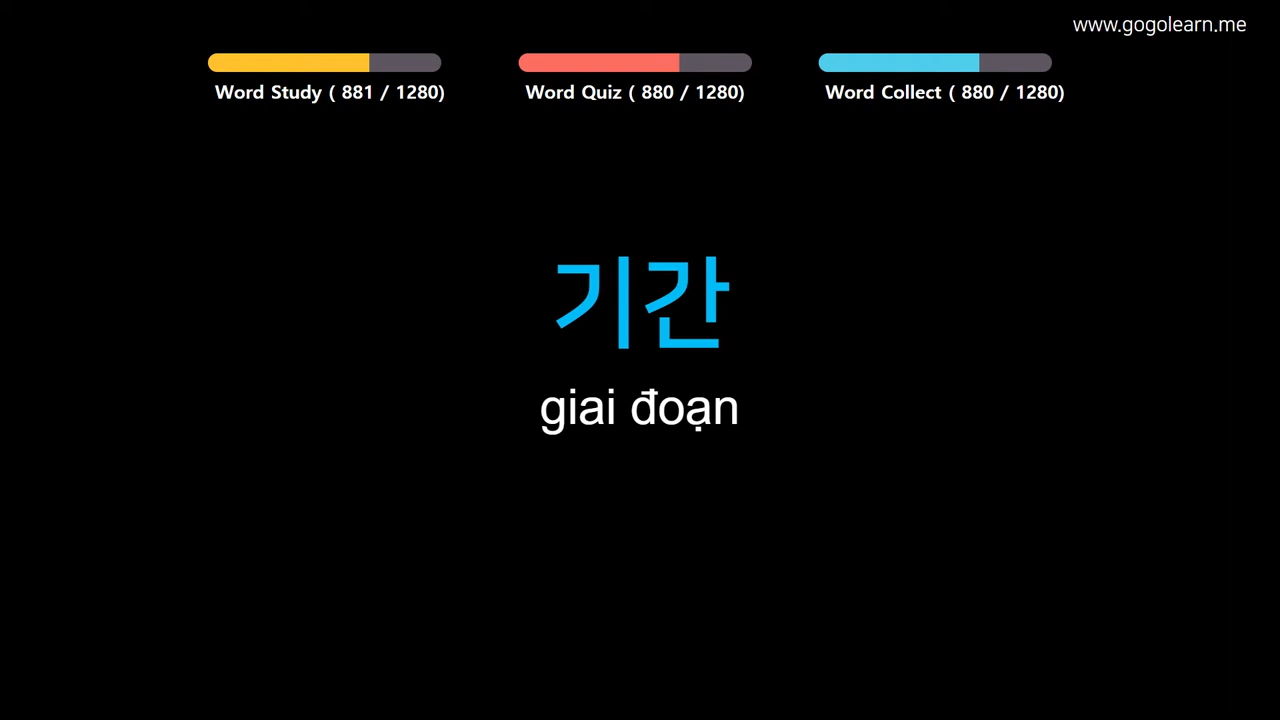 www.gogolearn.me
Word Study ( 881 / 1280)
Word Quiz ( 880 / 1280)
Word Collect ( 880 / 1280)
기간
giai đoạn